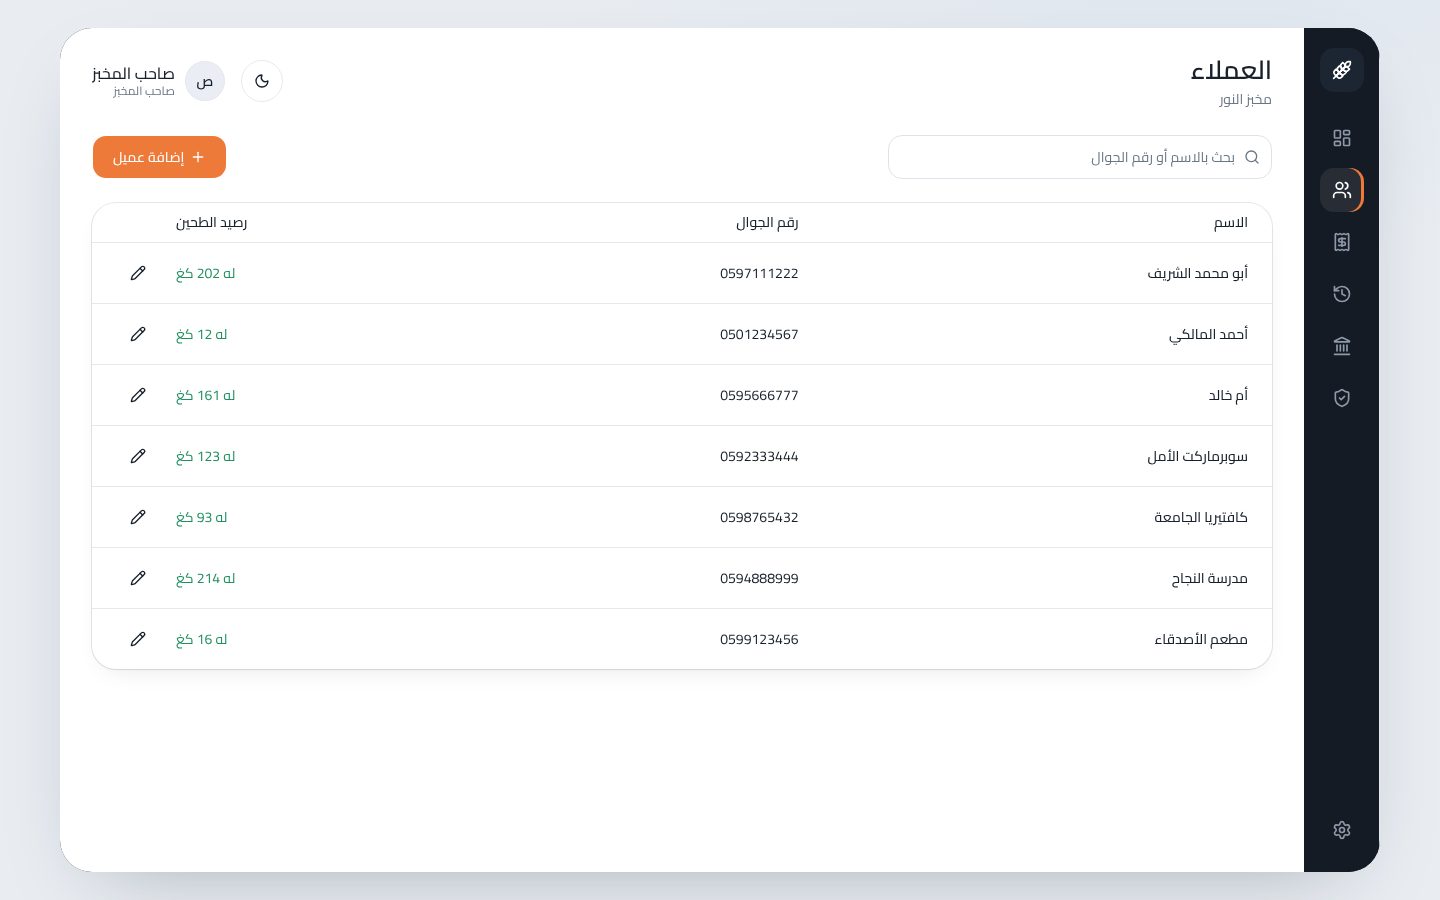 العملاء
مخبز النور
ص
صاحب المخبز
صاحب المخبز
بحث بالاسم أو رقم الجوال
إضافة عميل
الاسم رقم الجوال رصيد الطحين
أبو محمد الشريف 0597111222 له 202 كغ
أحمد المالكي 0501234567 له 12 كغ
أم خالد 0595666777 له 161 كغ
سوبرماركت الأمل 0592333444 له 123 كغ
كافتيريا الجامعة 0598765432 له 93 كغ
مدرسة النجاح 0594888999 له 214 كغ
مطعم الأصدقاء 0599123456 له 16 كغ